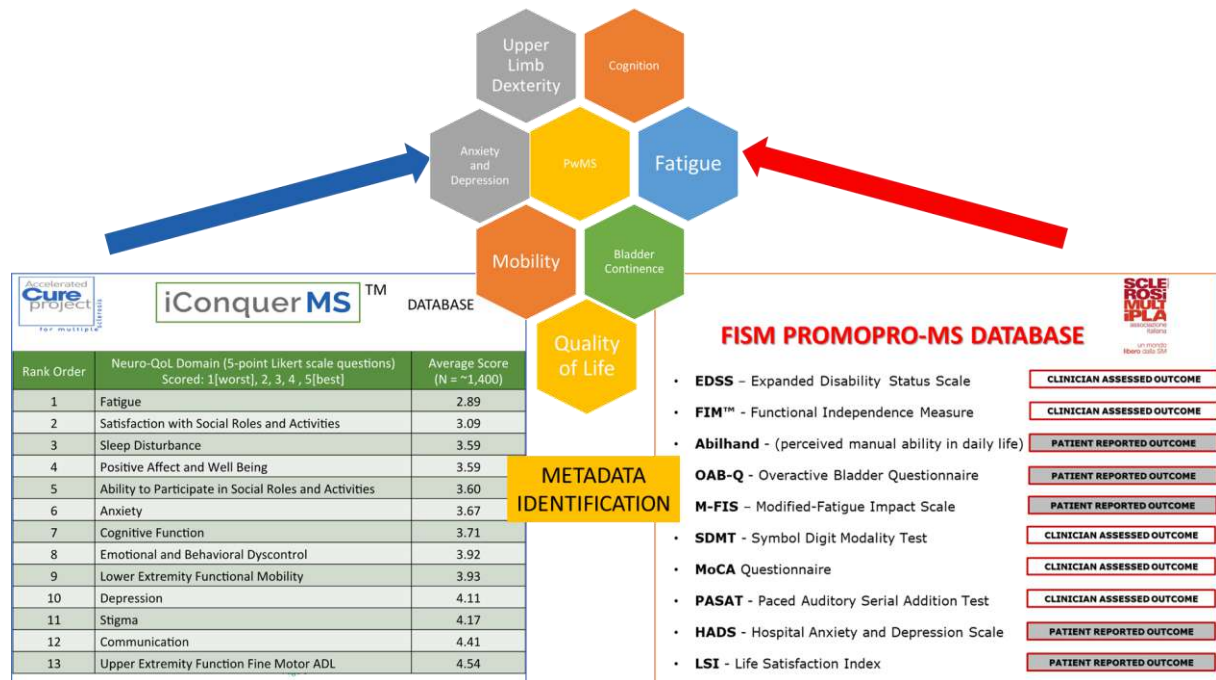 Upper
Limb
Dexterity
Cognition
Anxiety
and
Depression
PwMS
Fatigue
Mobility
Bladder
Continence
Quality
of Life
Accelerated
Cure
project
for multiple sclerosis
iConquerMS™ DATABASE
Rank Order Neuro-QoL Domain (5-point Likert scale questions) Average Score
Scored: 1[worst], 2, 3, 4 , 5[best] (N = ~1,400)
1 Fatigue 2.89
2 Satisfaction with Social Roles and Activities 3.09
3 Sleep Disturbance 3.59
4 Positive Affect and Well Being 3.59
5 Ability to Participate in Social Roles and Activities 3.60
6 Anxiety 3.67
7 Cognitive Function 3.71
8 Emotional and Behavioral Dyscontrol 3.92
9 Lower Extremity Functional Mobility 3.93
10 Depression 4.11
11 Stigma 4.17
12 Communication 4.41
13 Upper Extremity Function Fine Motor ADL 4.54
METADATA
IDENTIFICATION
FISM PROMOPRO-MS DATABASE
SCLE
ROSI
MULT
iPLA
associazione
italiana
un mondo
libero dalla SM
• EDSS – Expanded Disability Status Scale CLINICIAN ASSESSED OUTCOME
• FIM™ - Functional Independence Measure CLINICIAN ASSESSED OUTCOME
• Abilhand - (perceived manual ability in daily life) PATIENT REPORTED OUTCOME
• OAB-Q - Overactive Bladder Questionnaire PATIENT REPORTED OUTCOME
• M-FIS – Modified-Fatigue Impact Scale PATIENT REPORTED OUTCOME
• SDMT - Symbol Digit Modality Test CLINICIAN ASSESSED OUTCOME
• MoCA Questionnaire CLINICIAN ASSESSED OUTCOME
• PASAT - Paced Auditory Serial Addition Test CLINICIAN ASSESSED OUTCOME
• HADS - Hospital Anxiety and Depression Scale PATIENT REPORTED OUTCOME
• LSI - Life Satisfaction Index PATIENT REPORTED OUTCOME